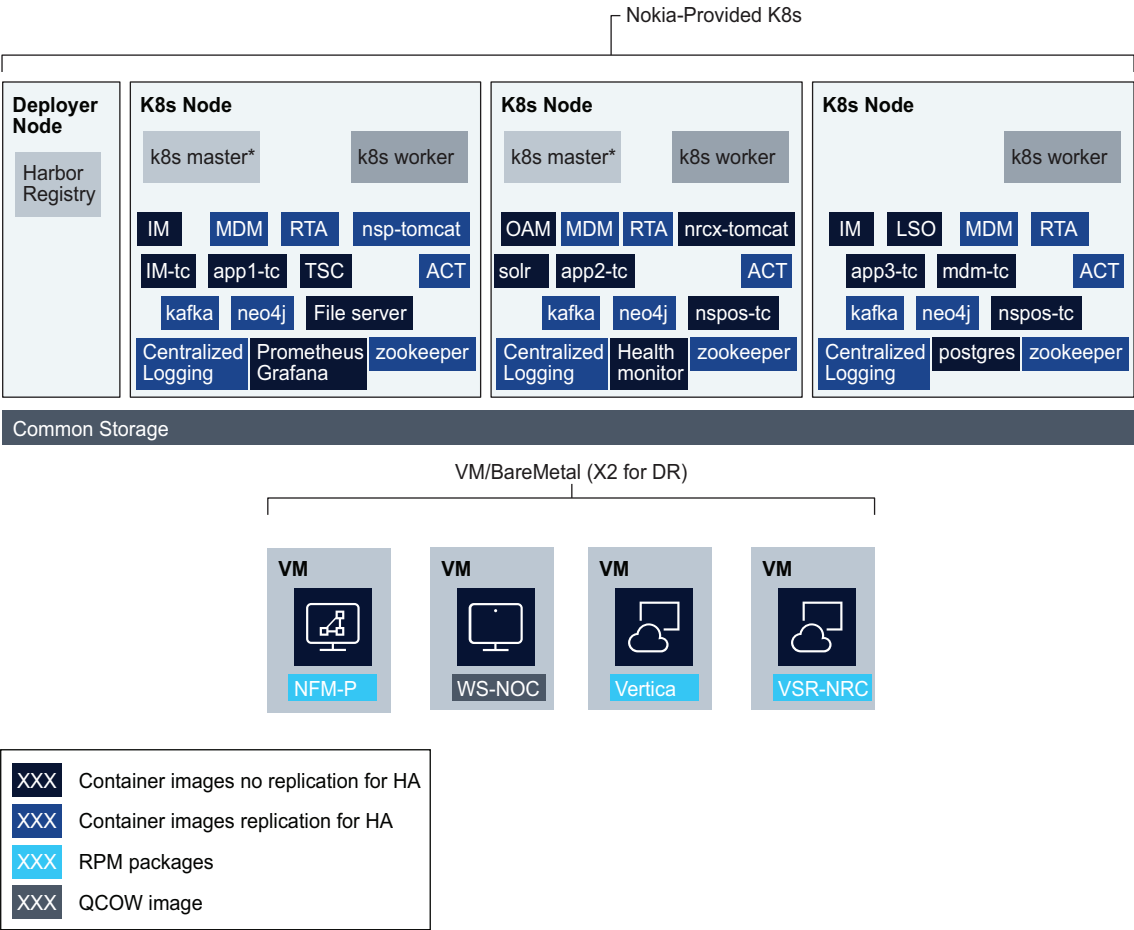 Nokia-Provided K8s
Deployer
Node
Harbor
Registry
K8s Node
k8s master*
k8s worker
IM
MDM
RTA
nsp-tomcat
IM-tc
app1-tc
TSC
ACT
kafka
neo4j
File server
Centralized
Logging
Prometheus
Grafana
zookeeper
K8s Node
k8s master*
k8s worker
OAM
MDM
RTA
nrcx-tomcat
solr
app2-tc
ACT
kafka
neo4j
nspos-tc
Centralized
Logging
Health
monitor
zookeeper
K8s Node
k8s worker
IM
LSO
MDM
RTA
app3-tc
mdm-tc
ACT
kafka
neo4j
nspos-tc
Centralized
Logging
postgres
zookeeper
Common Storage
VM/BareMetal (X2 for DR)
VM
NFM-P
VM
WS-NOC
VM
Vertica
VM
VSR-NRC
XXX Container images no replication for HA
XXX Container images replication for HA
XXX RPM packages
XXX QCOW image